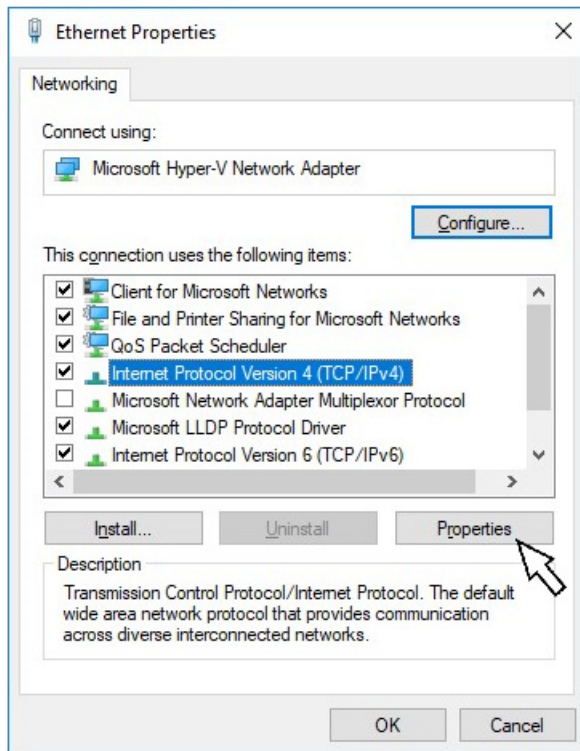 Ethernet Properties
Networking
Connect using:
Microsoft Hyper-V Network Adapter
Configure...
This connection uses the following items:
Client for Microsoft Networks
File and Printer Sharing for Microsoft Networks
QoS Packet Scheduler
Internet Protocol Version 4 (TCP/IPv4)
Microsoft Network Adapter Multiplexor Protocol
Microsoft LLDP Protocol Driver
Internet Protocol Version 6 (TCP/IPv6)
Install...
Uninstall
Properties
Description
Transmission Control Protocol/Internet Protocol. The default
wide area network protocol that provides communication
across diverse interconnected networks.
OK
Cancel